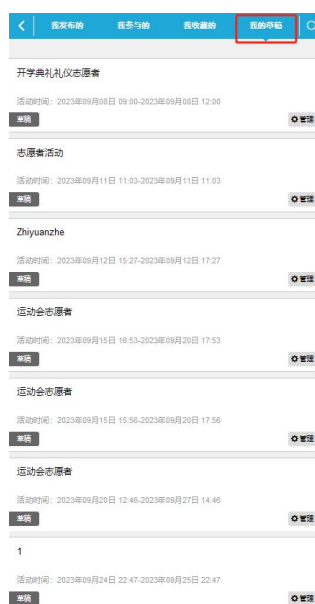 我发布的 我参与的 我收藏的 我的草稿
开学典礼礼仪志愿者
活动时间：2023年09月08日 09:00-2023年09月08日 12:00
草稿 管理
志愿者活动
活动时间：2023年09月11日 11:03-2023年09月11日 11:03
草稿 管理
Zhiyuanzhe
活动时间：2023年09月12日 15:27-2023年09月12日 17:27
草稿 管理
运动会志愿者
活动时间：2023年09月15日 16:53-2023年09月20日 17:53
草稿 管理
运动会志愿者
活动时间：2023年09月15日 15:56-2023年09月20日 17:56
草稿 管理
运动会志愿者
活动时间：2023年09月20日 12:46-2023年09月27日 14:46
草稿 管理
1
活动时间：2023年09月24日 22:47-2023年09月25日 22:47
草稿 管理